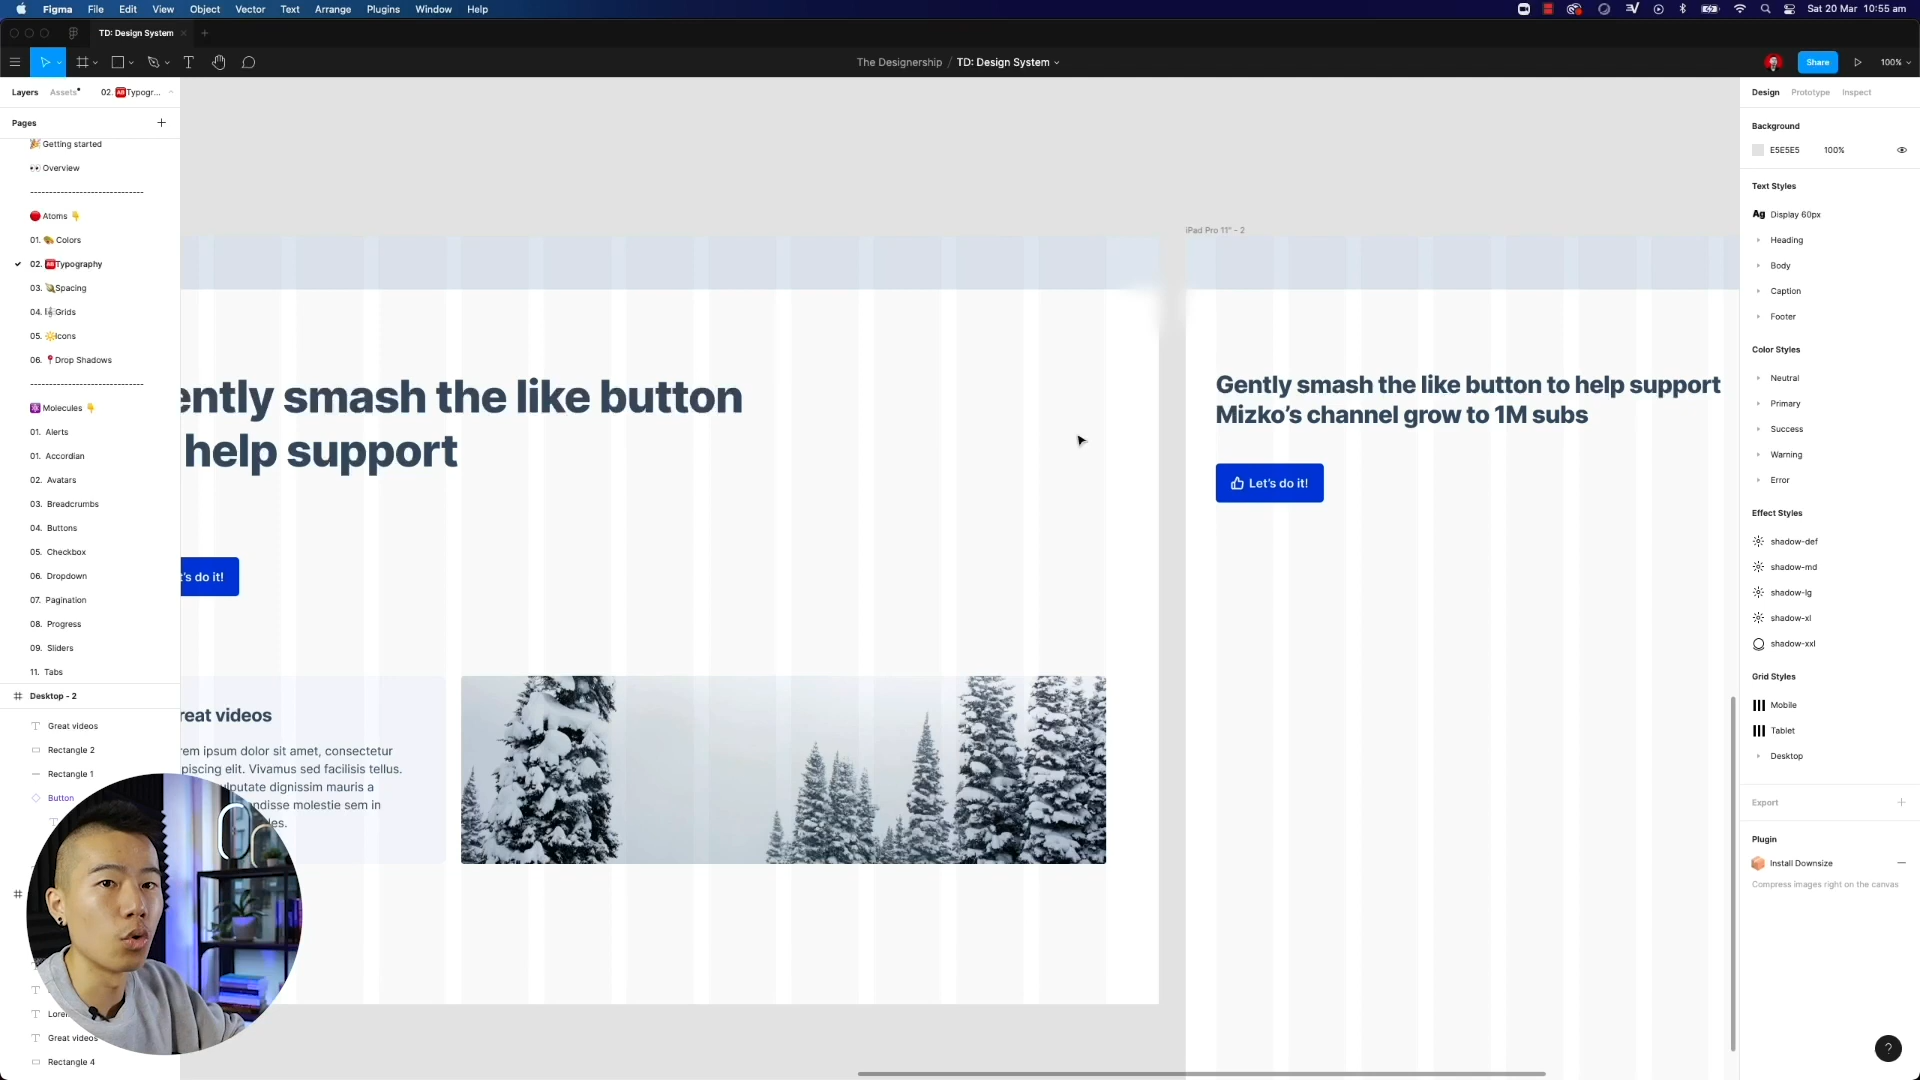 Figma File Edit View Object Vector Text Arrange Plugins Window Help Sat 20 Mar 10:55 am
TD: Design System
The Designership / TD: Design System Share 100%
Layers Assets 02. Typogr...
Pages
Getting started
Overview
------------------------------
Atoms
01. Colors
02. Typography
03. Spacing
04. Grids
05. Icons
06. Drop Shadows
------------------------------
Molecules
01. Alerts
01. Accordian
02. Avatars
03. Breadcrumbs
04. Buttons
05. Checkbox
06. Dropdown
07. Pagination
08. Progress
09. Sliders
11. Tabs
Desktop - 2
Great videos
Rectangle 2
Rectangle 1
Button
Great videos
Rectangle 4
ently smash the like button
help support
t's do it!
reat videos
rem ipsum dolor sit amet, consectetur
piscing elit. Vivamus sed facilisis tellus.
ulputate dignissim mauris a
ndisse molestie sem in
les.
iPad Pro 11" - 2
Gently smash the like button to help support
Mizko's channel grow to 1M subs
Let's do it!
Design Prototype Inspect
Background
E5E5E5 100%
Text Styles
Ag Display 60px
Heading
Body
Caption
Footer
Color Styles
Neutral
Primary
Success
Warning
Error
Effect Styles
shadow-def
shadow-md
shadow-lg
shadow-xl
shadow-xxl
Grid Styles
Mobile
Tablet
Desktop
Export
Plugin
Install Downsize
Compress images right on the canvas
?